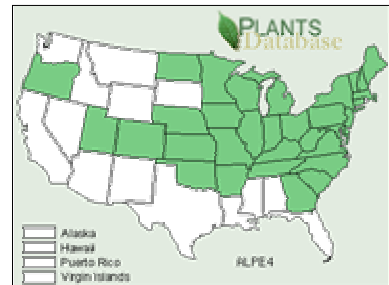 PLANTS
Database
Alaska
Hawaii
Puerto Rico
Virgin Islands
ALPE4